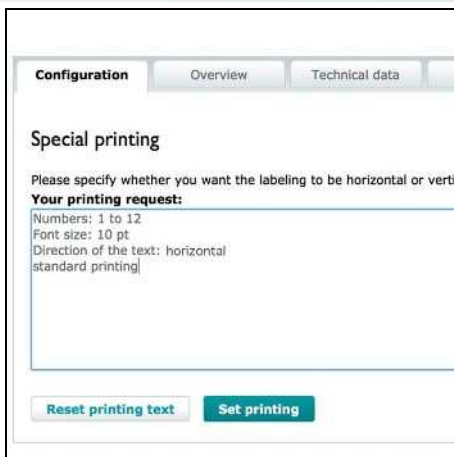 Configuration Overview Technical data
Special printing
Please specify whether you want the labeling to be horizontal or verti
Your printing request:
Numbers: 1 to 12
Font size: 10 pt
Direction of the text: horizontal
standard printing
Reset printing text Set printing